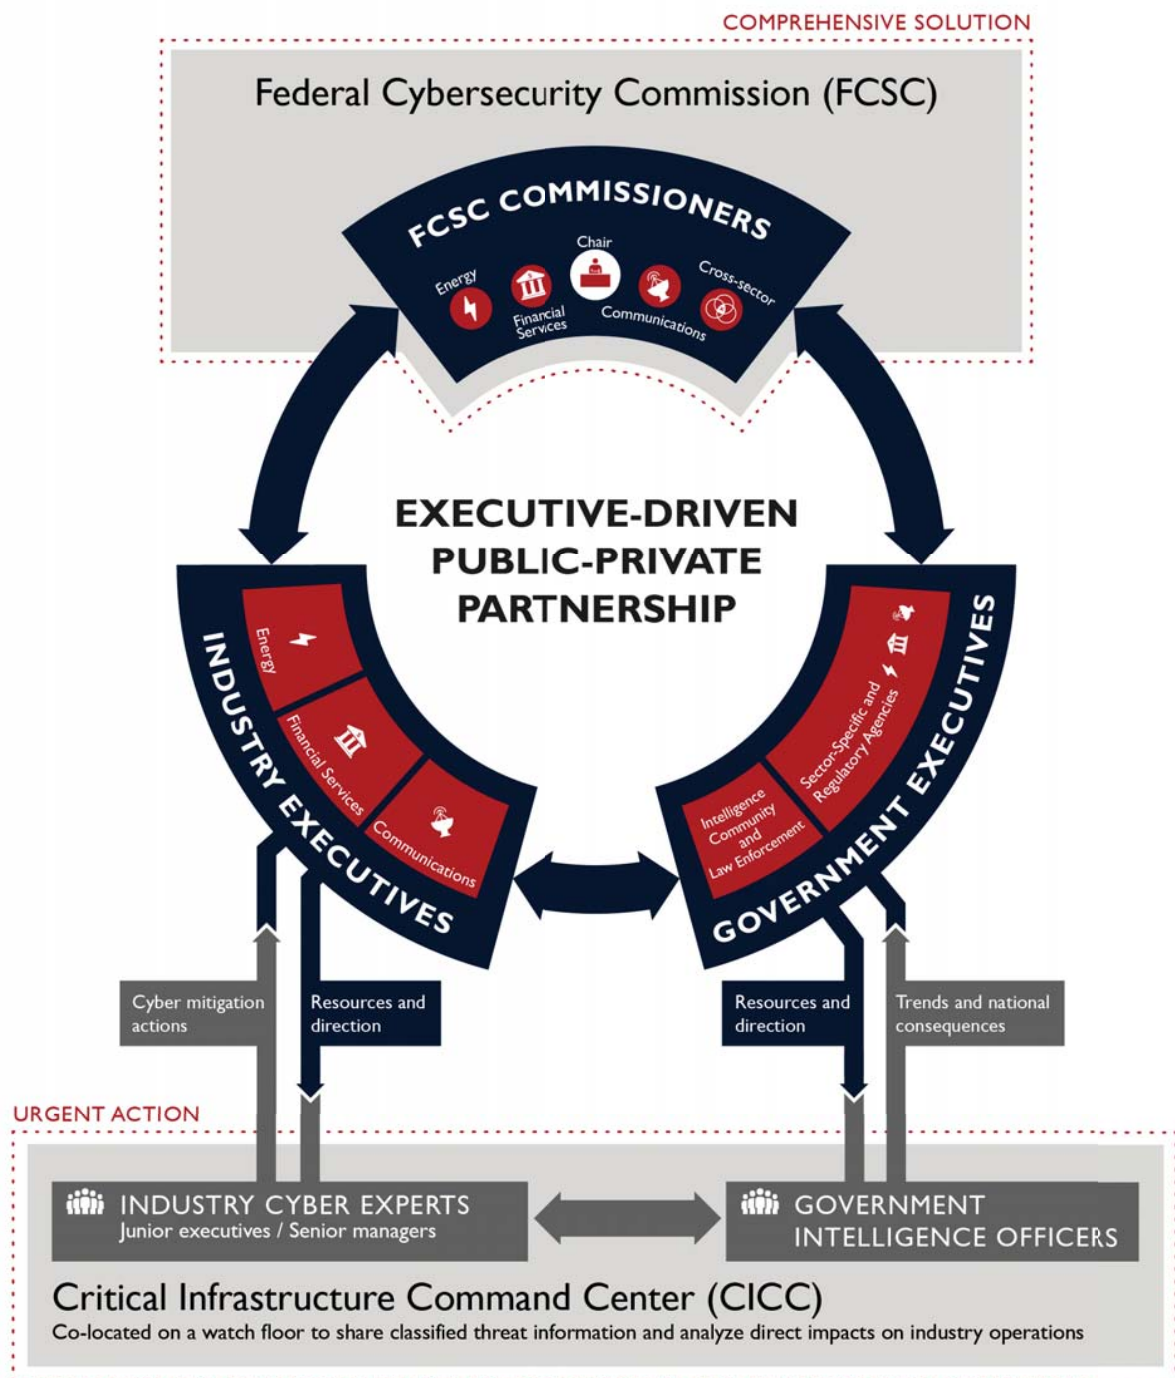 COMPREHENSIVE SOLUTION
Federal Cybersecurity Commission (FCSC)
FCSC COMMISSIONERS
Chair
Energy
Financial
Services
Communications
Cross-sector
EXECUTIVE-DRIVEN
PUBLIC-PRIVATE
PARTNERSHIP
INDUSTRY EXECUTIVES
Energy
Financial Services
Communications
GOVERNMENT EXECUTIVES
Sector-Specific and
Regulatory Agencies
Intelligence
Community
and
Law Enforcement
Cyber mitigation
actions
Resources and
direction
Resources and
direction
Trends and national
consequences
URGENT ACTION
INDUSTRY CYBER EXPERTS
Junior executives / Senior managers
GOVERNMENT
INTELLIGENCE OFFICERS
Critical Infrastructure Command Center (CICC)
Co-located on a watch floor to share classified threat information and analyze direct impacts on industry operations